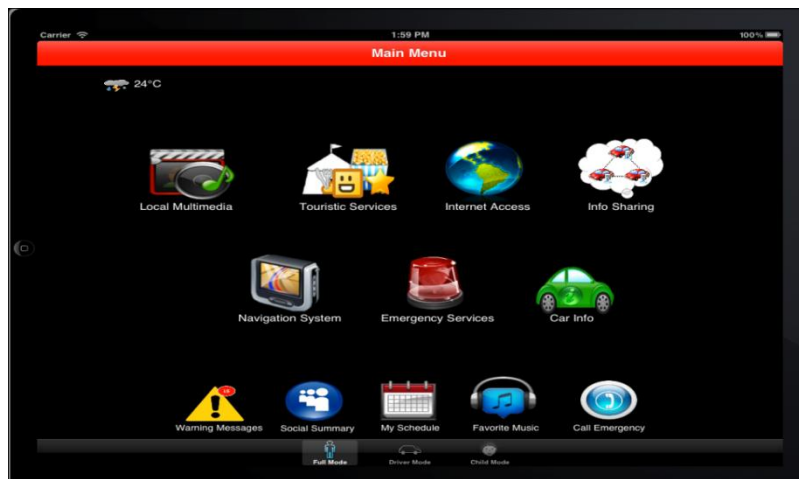 Carrier 1:59 PM 100%
Main Menu
24°C
Local Multimedia Touristic Services Internet Access Info Sharing
Navigation System Emergency Services Car Info
Warning Messages Social Summary My Schedule Favorite Music Call Emergency
Full Mode Driver Mode Child Mode